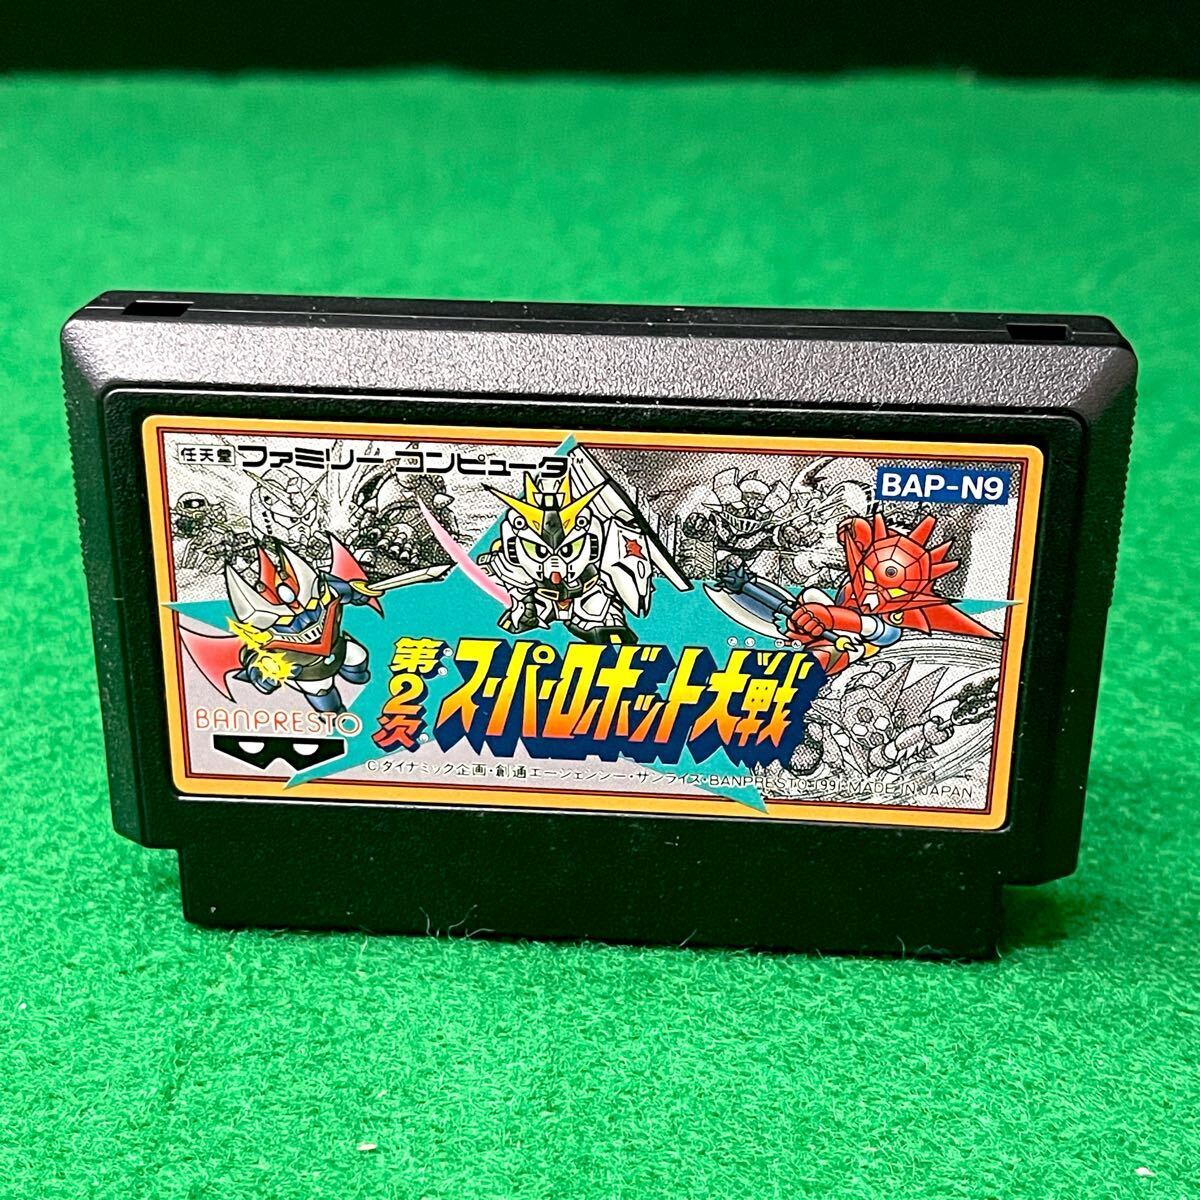 任天堂 ファミリーコンピュータ™
BAP-N9
第2次
スーパーロボット大戦
BANPRESTO
(C)ダイナミック企画・創通エージェンシー・サンライズ・BANPRESTO 1991 MADE IN JAPAN